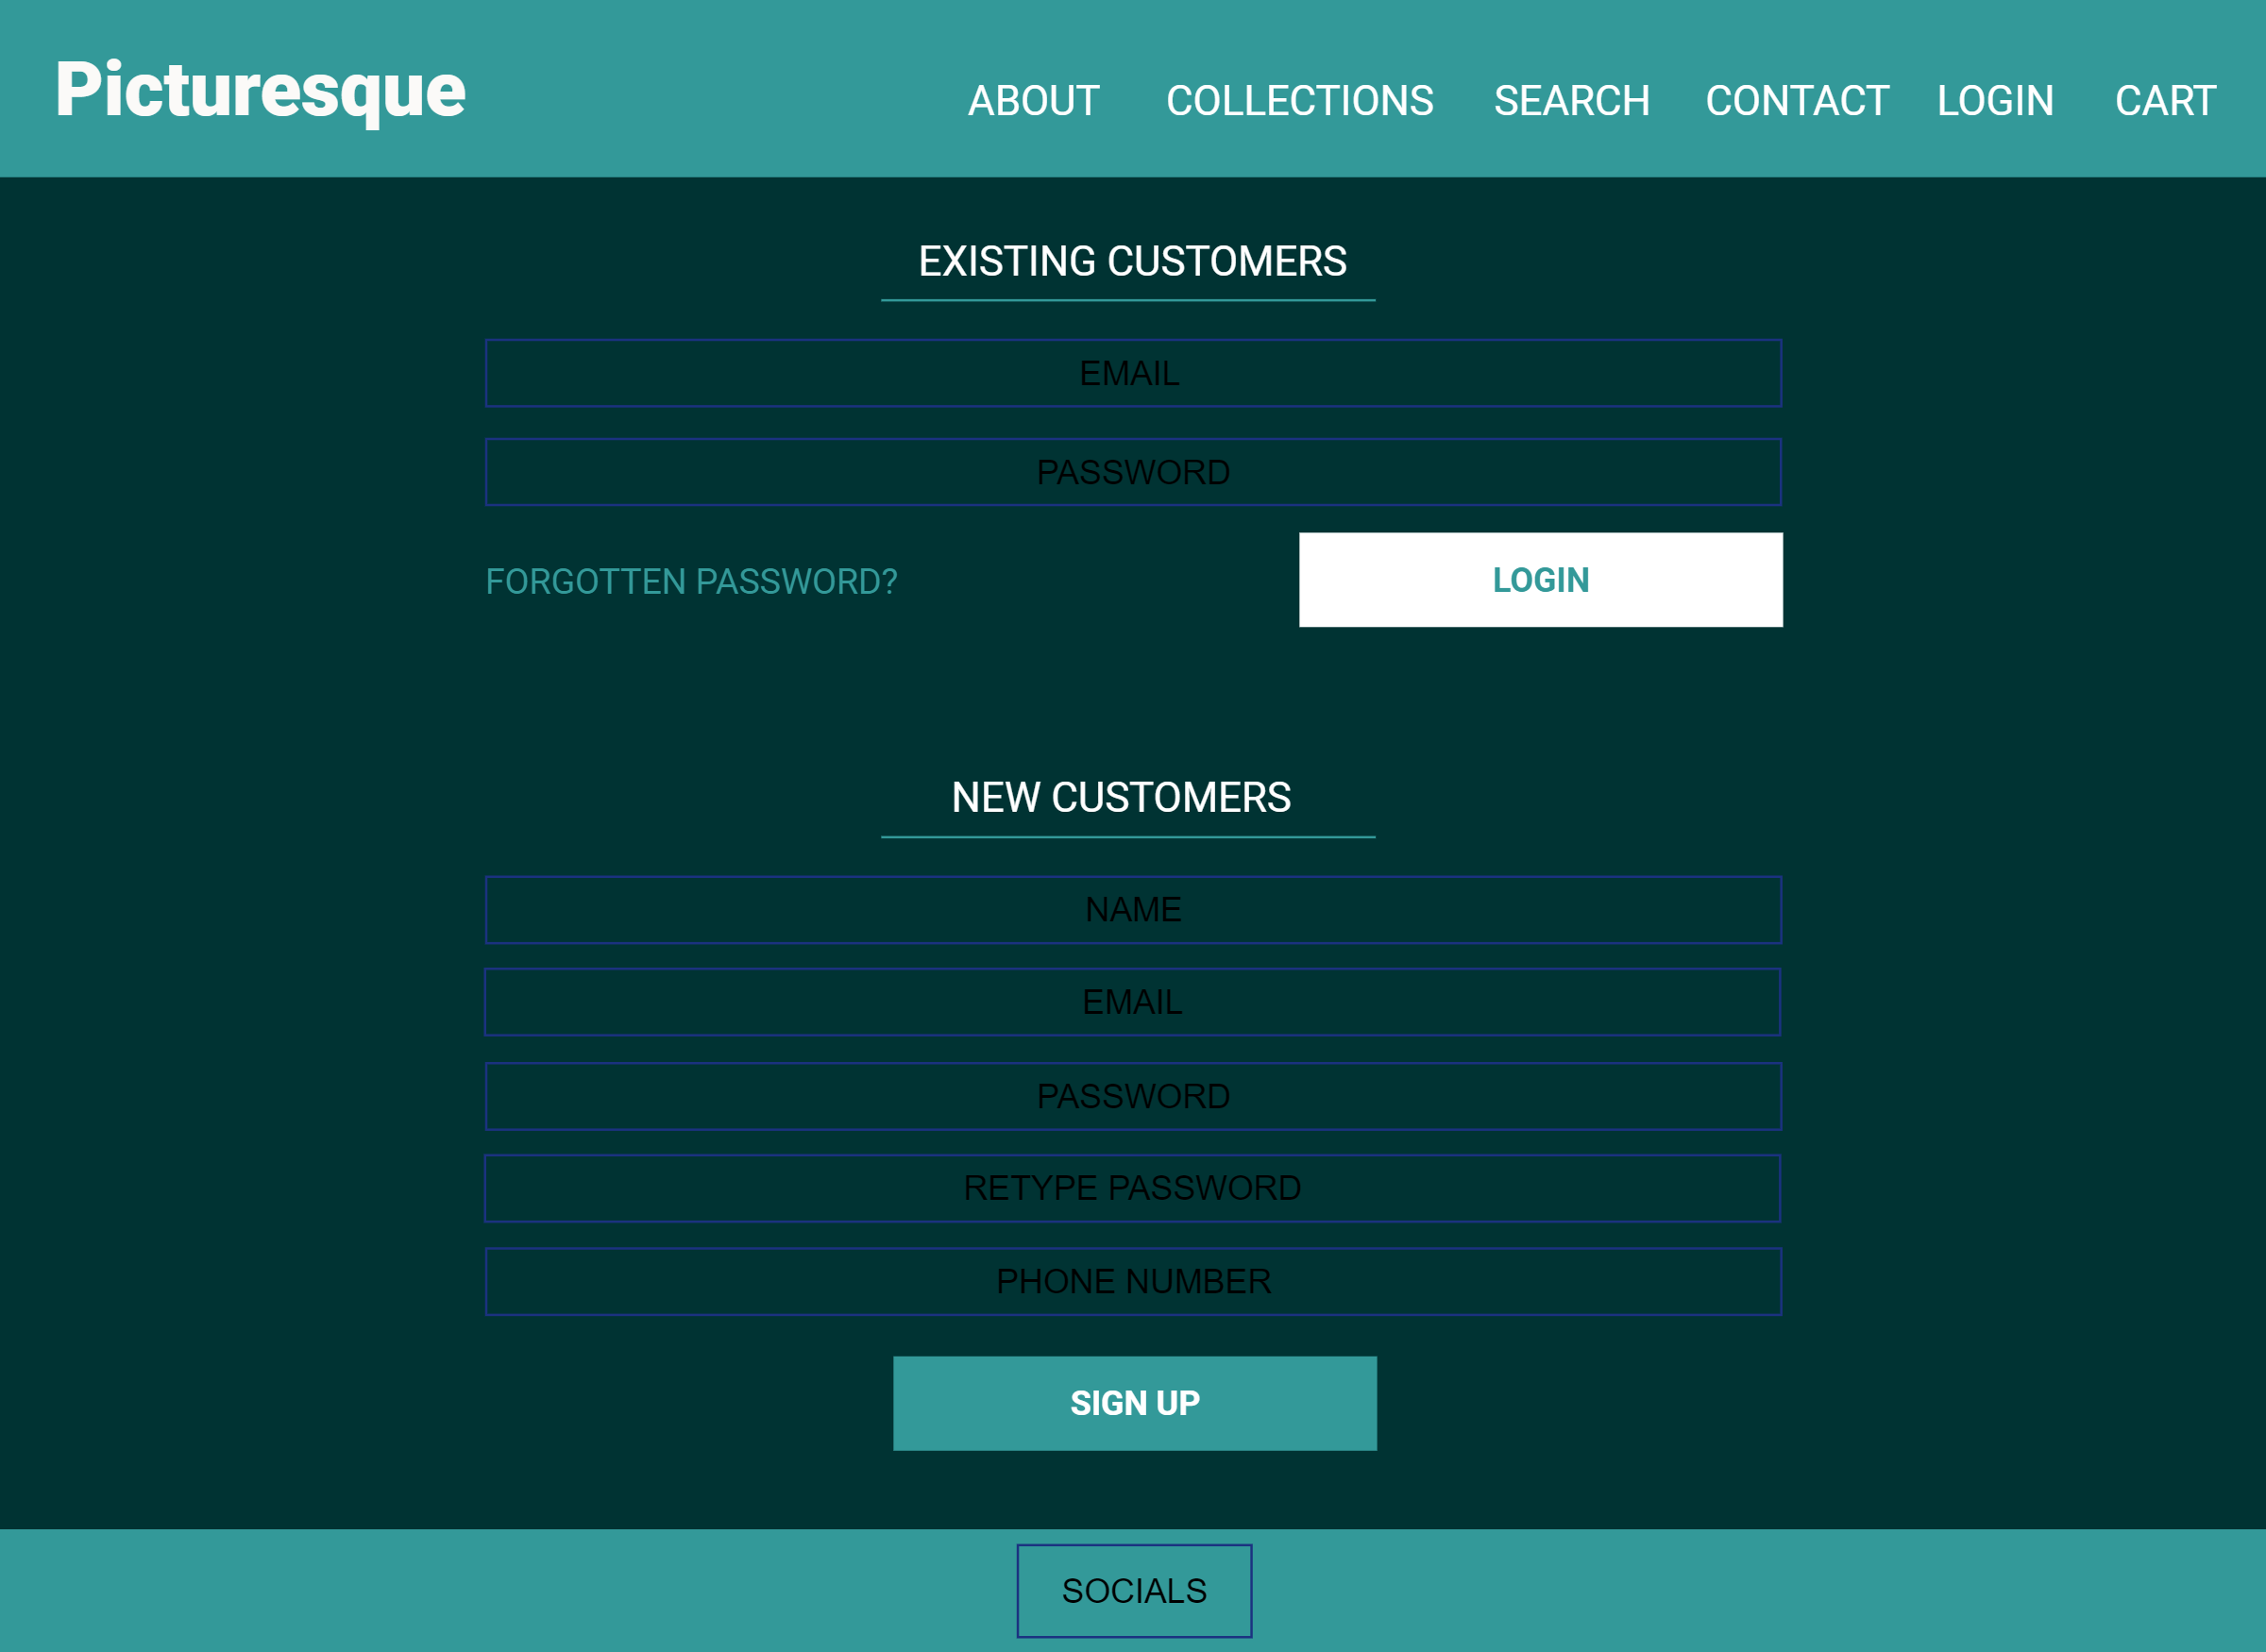 Picturesque
ABOUT COLLECTIONS SEARCH CONTACT LOGIN CART
EXISTING CUSTOMERS
EMAIL
PASSWORD
FORGOTTEN PASSWORD? LOGIN
NEW CUSTOMERS
NAME
EMAIL
PASSWORD
RETYPE PASSWORD
PHONE NUMBER
SIGN UP
SOCIALS